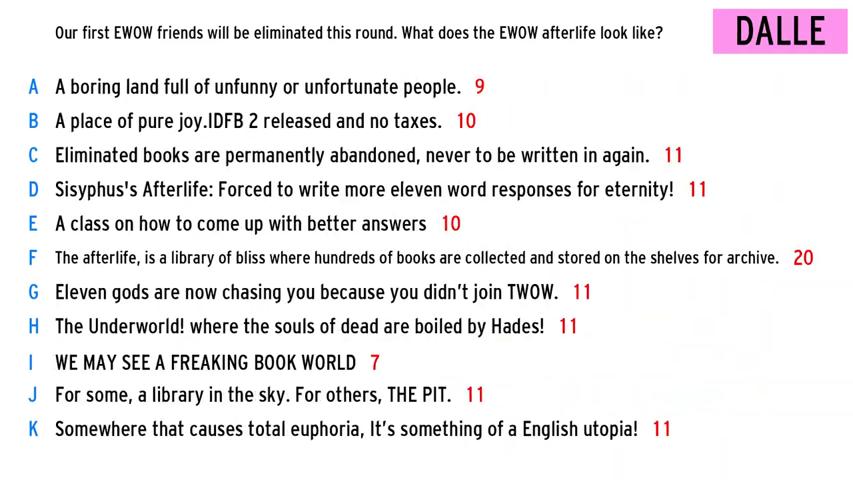 Our first EWOW friends will be eliminated this round. What does the EWOW afterlife look like?
DALLE
A A boring land full of unfunny or unfortunate people. 9
B A place of pure joy.IDFB 2 released and no taxes. 10
C Eliminated books are permanently abandoned, never to be written in again. 11
D Sisyphus's Afterlife: Forced to write more eleven word responses for eternity! 11
E A class on how to come up with better answers 10
F The afterlife, is a library of bliss where hundreds of books are collected and stored on the shelves for archive. 20
G Eleven gods are now chasing you because you didn't join TWOW. 11
H The Underworld! where the souls of dead are boiled by Hades! 11
I WE MAY SEE A FREAKING BOOK WORLD 7
J For some, a library in the sky. For others, THE PIT. 11
K Somewhere that causes total euphoria, It's something of a English utopia! 11